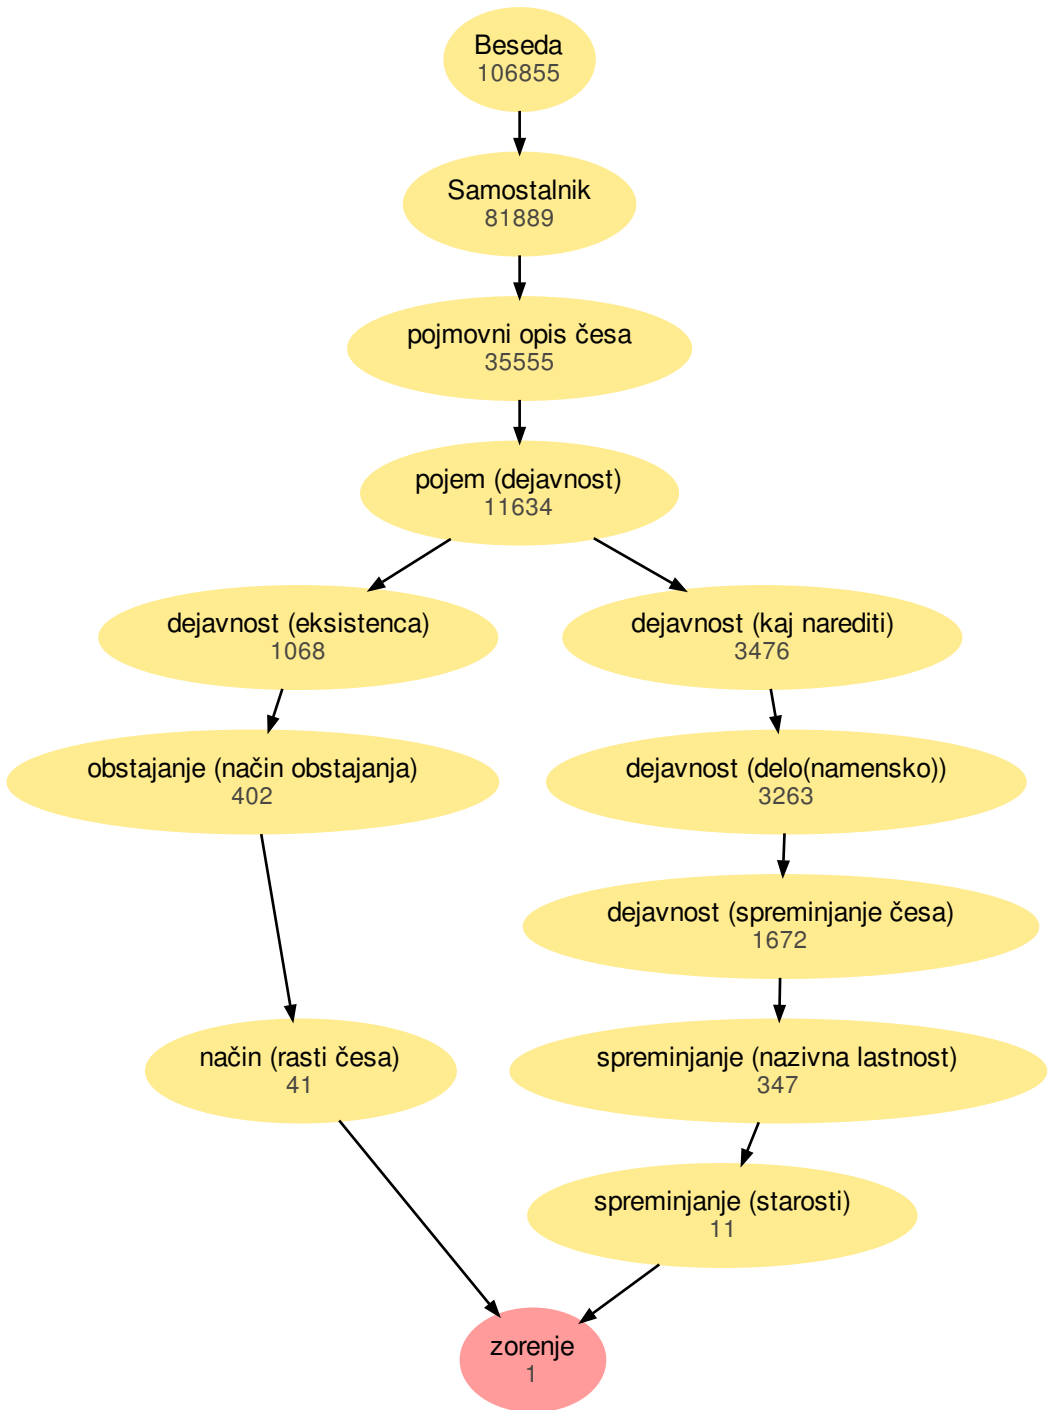 Beseda
106855
Samostalnik
81889
pojmovni opis česa
35555
pojem (dejavnost)
11634
dejavnost (eksistenca)
1068
dejavnost (kaj narediti)
3476
obstajanje (način obstajanja)
402
dejavnost (delo(namensko))
3263
dejavnost (spreminjanje česa)
1672
način (rasti česa)
41
spreminjanje (nazivna lastnost)
347
spreminjanje (starosti)
11
zorenje
1